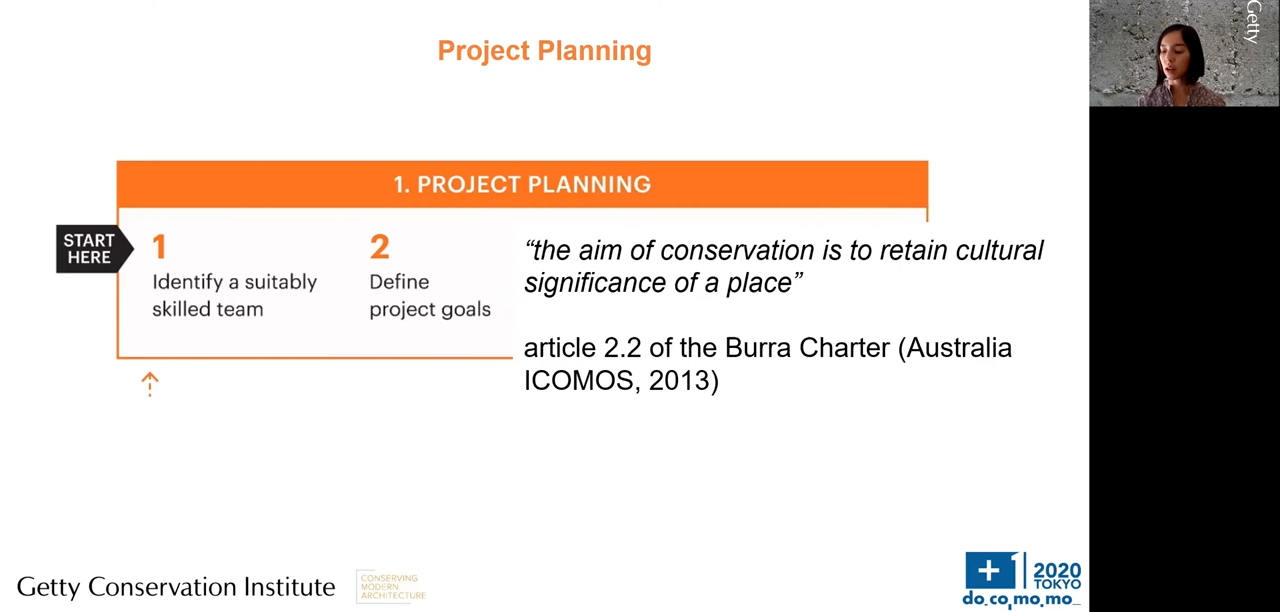 Project Planning
Getty
1. PROJECT PLANNING
START
HERE
1
Identify a suitably
skilled team
2
Define
project goals
“the aim of conservation is to retain cultural
significance of a place”
article 2.2 of the Burra Charter (Australia
ICOMOS, 2013)
Getty Conservation Institute
CONSERVING
MODERN
ARCHITECTURE
+1 2020
TOKYO
do_co,mo,mo_